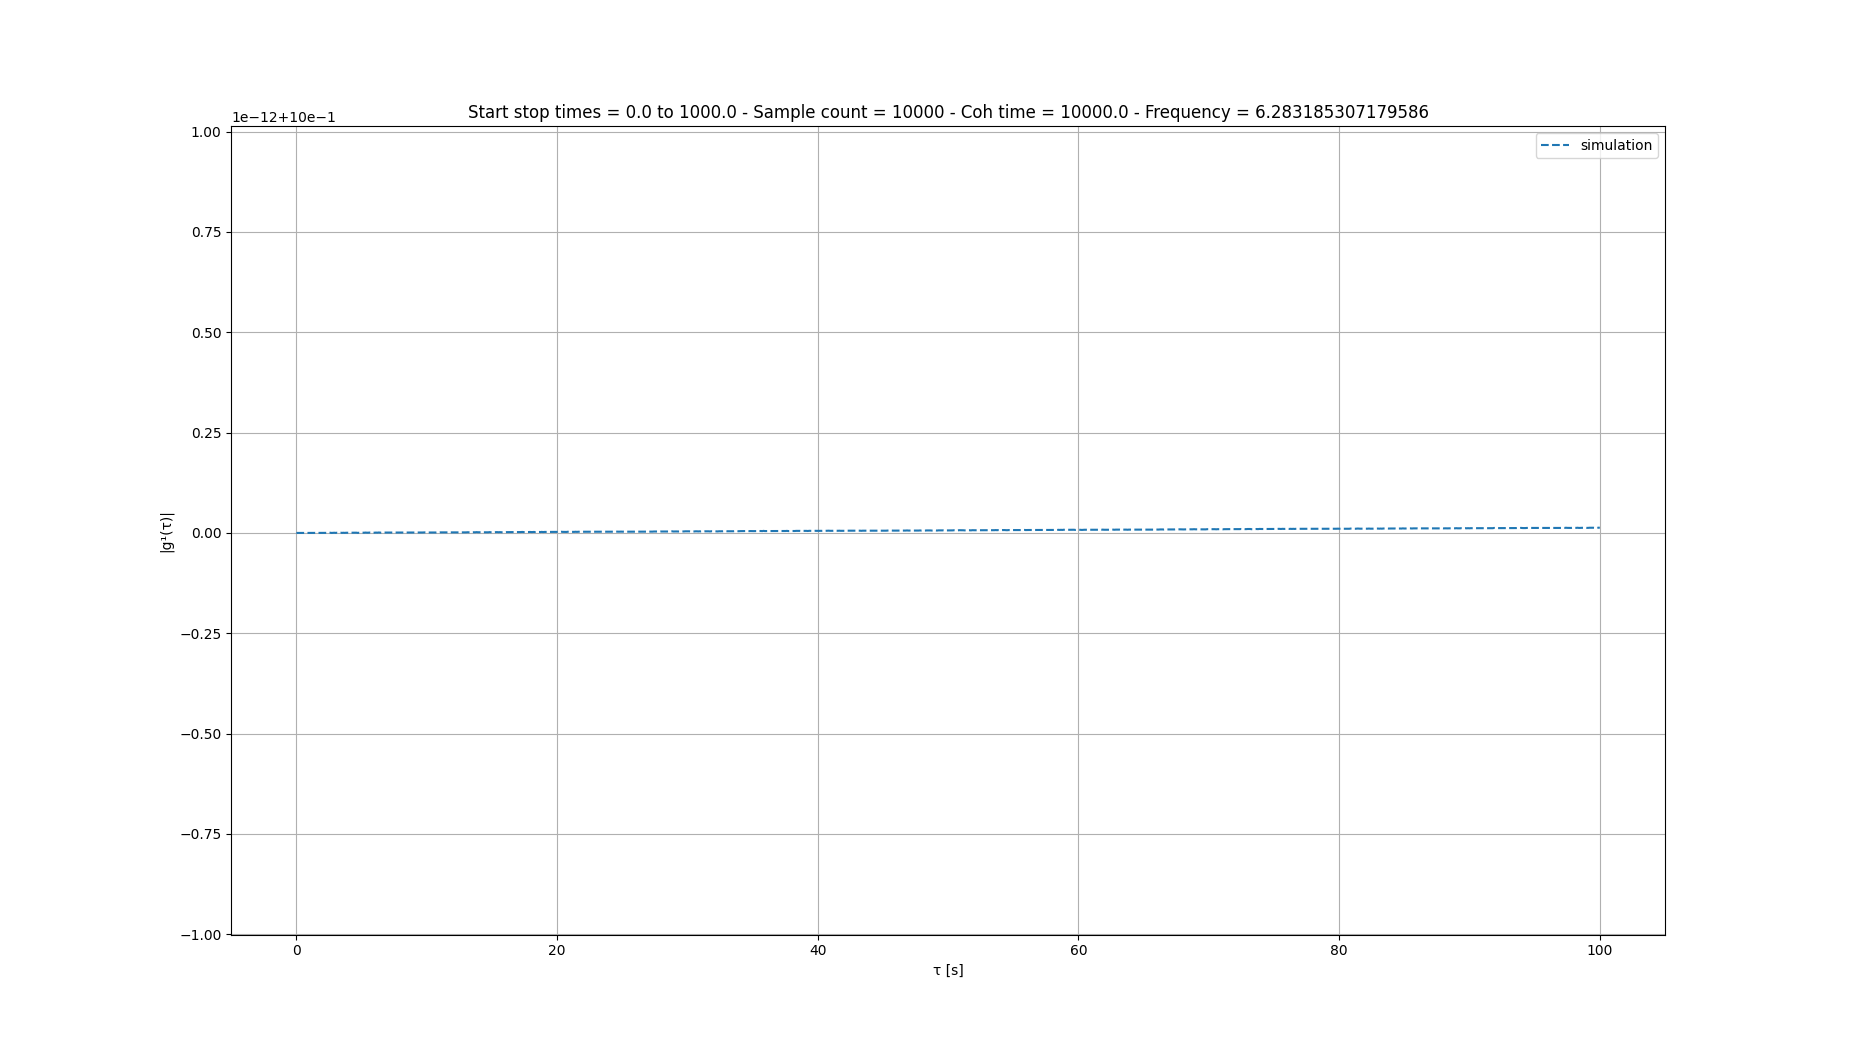 Start stop times = 0.0 to 1000.0 - Sample count = 10000 - Coh time = 10000.0 - Frequency = 6.283185307179586
1e−12+10e−1
simulation
1.00
0.75
0.50
0.25
0.00
−0.25
−0.50
−0.75
−1.00
|g¹(τ)|
0 20 40 60 80 100
τ [s]